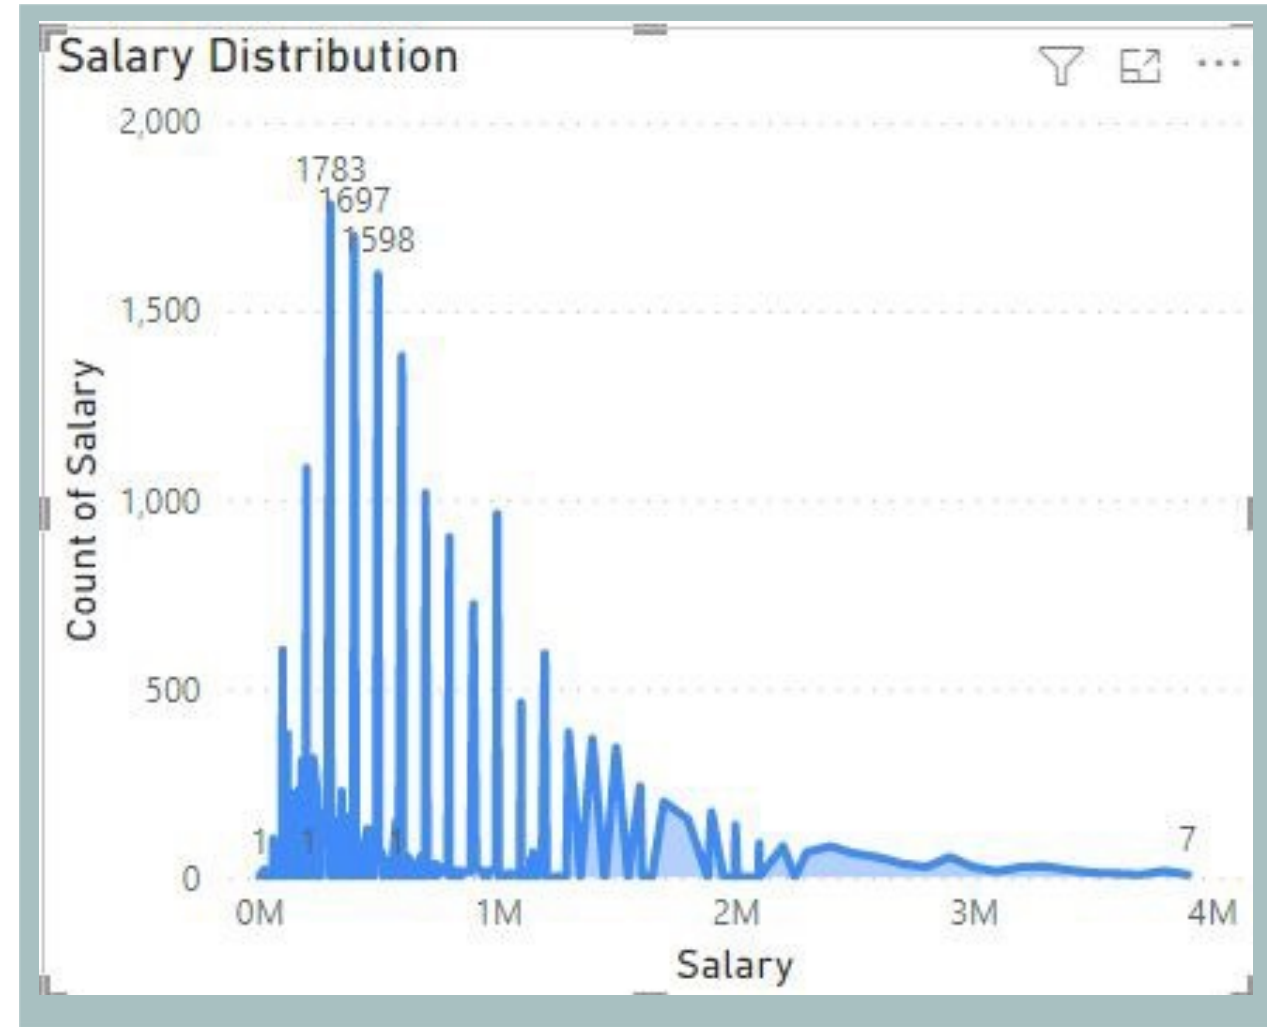 Salary Distribution
2,000
1783
1697
1598
1,500
Count of Salary
1,000
500
1
1
1
7
0
0M
1M
2M
3M
4M
Salary